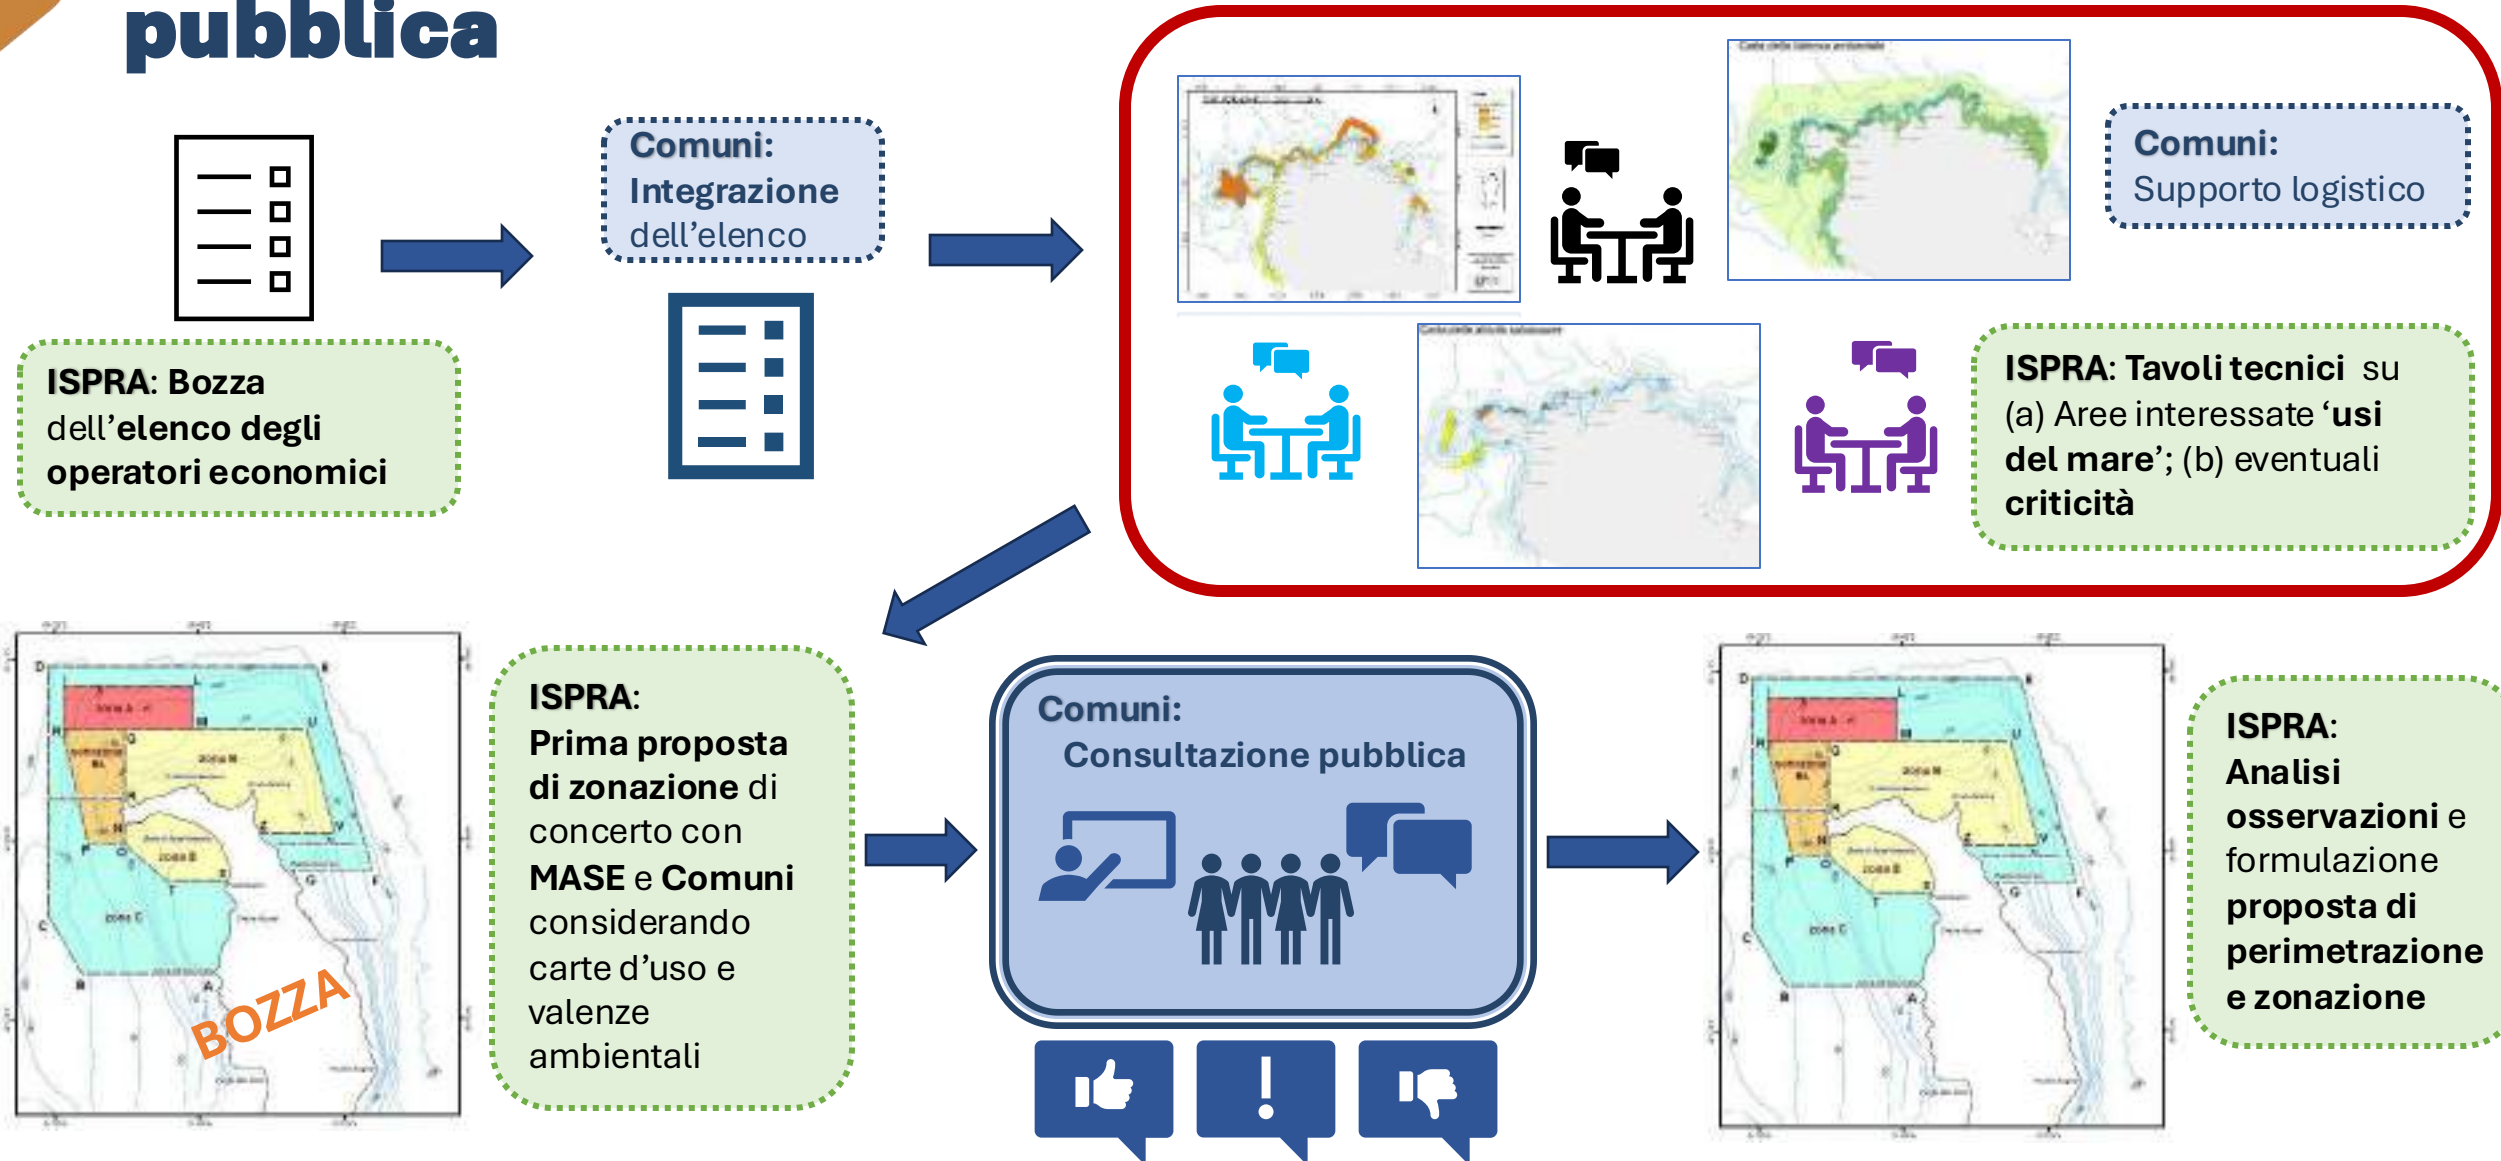 pubblica
Comuni:
Integrazione
dell’elenco
ISPRA: Bozza
dell’elenco degli
operatori economici
Comuni:
Supporto logistico
ISPRA: Tavoli tecnici su
(a) Aree interessate ‘usi
del mare’; (b) eventuali
criticità
ISPRA:
Prima proposta
di zonazione di
concerto con
MASE e Comuni
considerando
carte d’uso e
valenze
ambientali
BOZZA
Comuni:
Consultazione pubblica
ISPRA:
Analisi
osservazioni e
formulazione
proposta di
perimetrazione
e zonazione